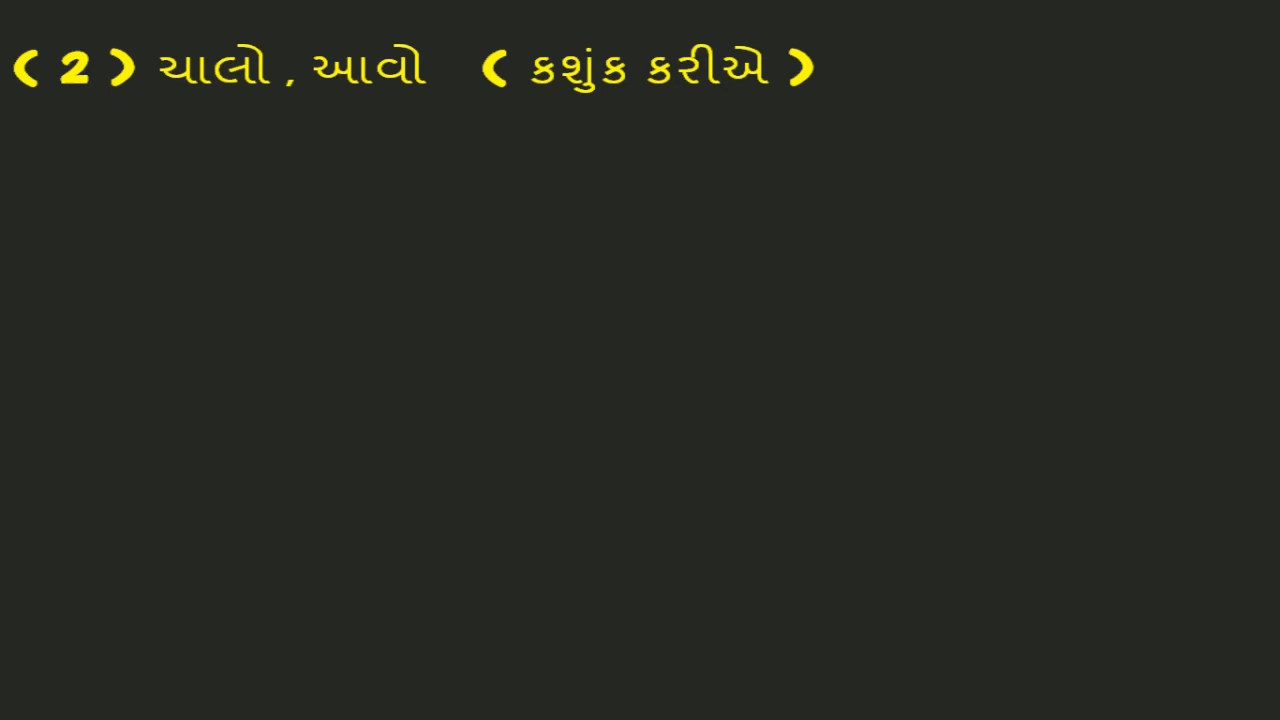 ( 2 ) ચાલો , આવો ( કશુંક કરીએ )